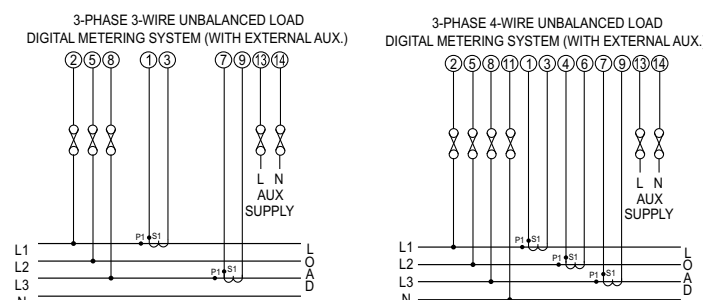 3-PHASE 3-WIRE UNBALANCED LOAD
DIGITAL METERING SYSTEM (WITH EXTERNAL AUX.)
2 5 8 1 3 7 9 13 14
L N
AUX
SUPPLY
P1 S1
P1 S1
L1
L2
L3
N
L
O
A
D
3-PHASE 4-WIRE UNBALANCED LOAD
DIGITAL METERING SYSTEM (WITH EXTERNAL AUX.
2 5 8 11 1 3 4 6 7 9 13 14
L N
AUX
SUPPLY
P1 S1
P1 S1
P1 S1
L1
L2
L3
N
L
O
A
D